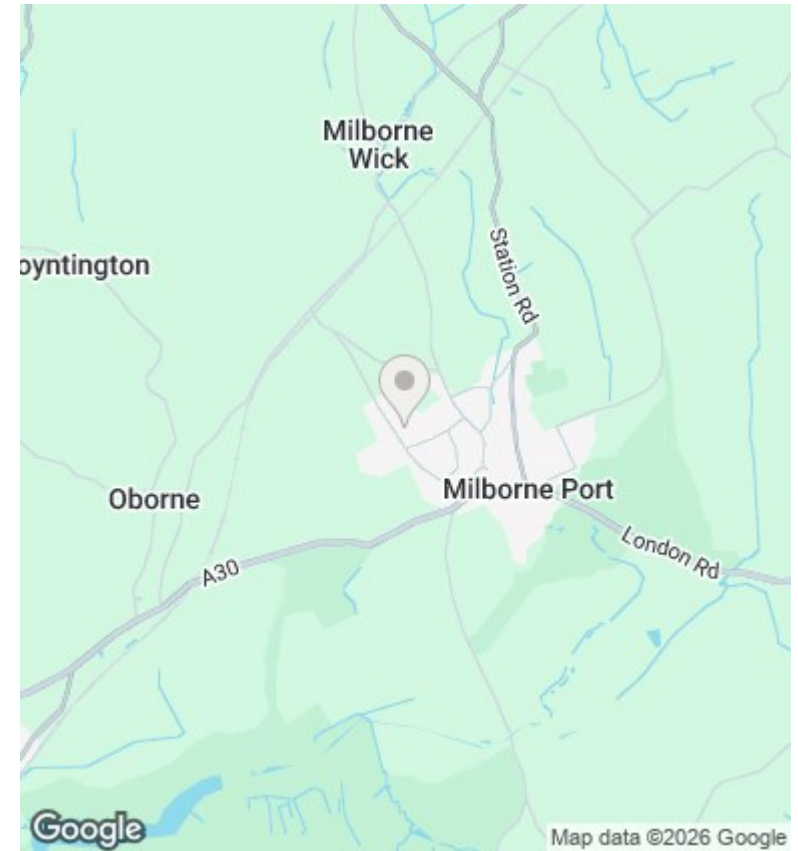 Milborne
Wick
Station Rd
oyntington
Oborne
Milborne Port
A30
London Rd
Google
Map data ©2026 Google